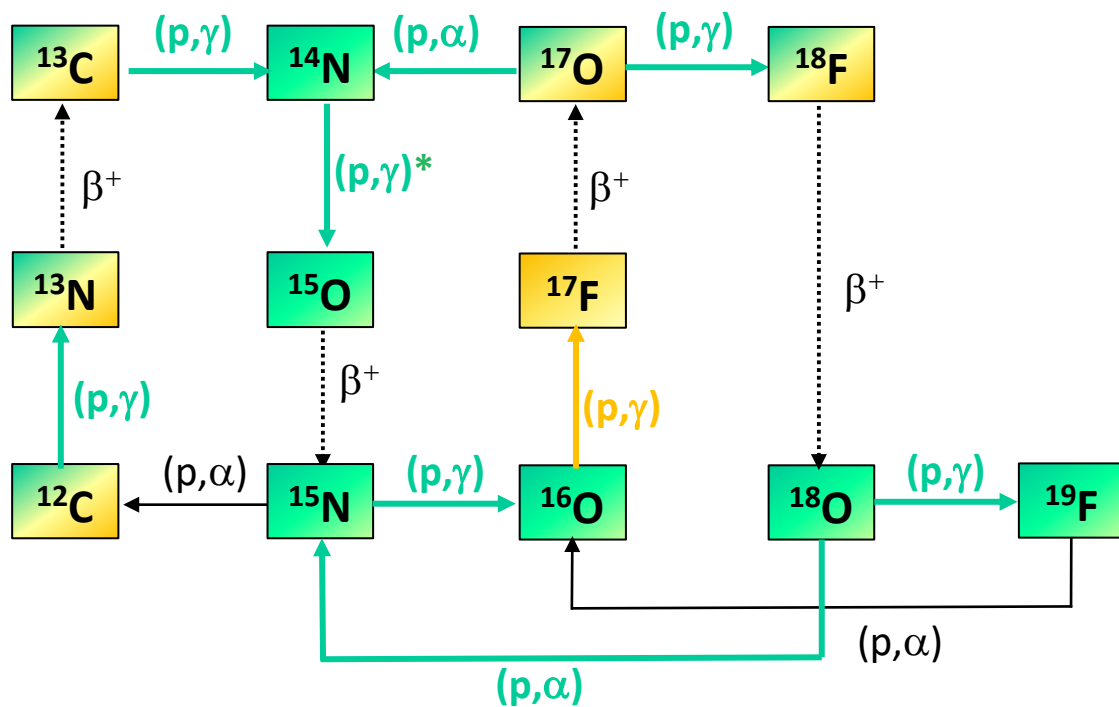 (p,γ) (p,α) (p,γ)
¹³C ¹⁴N ¹⁷O ¹⁸F
(p,γ)*
β⁺ β⁺
¹³N ¹⁵O ¹⁷F β⁺
β⁺
(p,γ) (p,γ)
(p,α) (p,γ) (p,γ)
¹²C ¹⁵N ¹⁶O ¹⁸O ¹⁹F
(p,α)
(p,α)